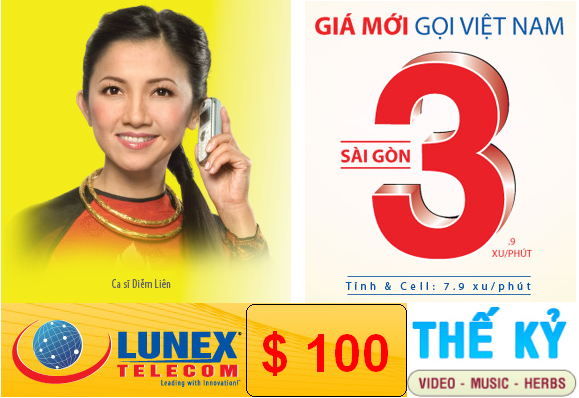 Ca sĩ Diễm Liên
GIÁ MỚI GỌI VIỆT NAM
SÀI GÒN
3
.9
XU/PHÚT
Tỉnh & Cell: 7.9 xu/phút
LUNEX®
TELECOM
Leading with Innovation!"
$ 100
THẾ KỶ
VIDEO - MUSIC - HERBS